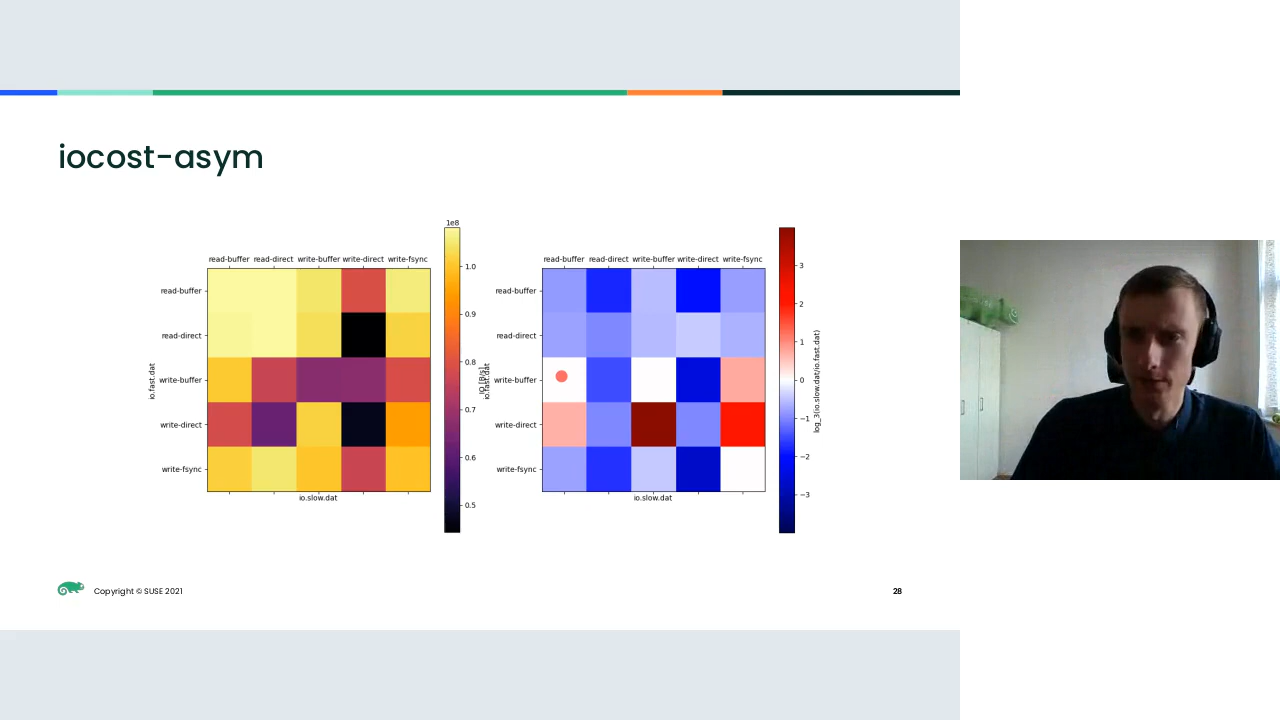 iocost-asym
1e8
read-buffer read-direct write-buffer write-direct write-fsync
read-buffer
read-direct
write-buffer
write-direct
write-fsync
io.fast.dat
io.slow.dat
1.0
0.9
0.8
0.7
0.6
0.5
read-buffer read-direct write-buffer write-direct write-fsync
read-buffer
read-direct
write-buffer
write-direct
write-fsync
io.fast.dat
io.slow.dat
3
2
1
0
−1
−2
−3
log_3(io.slow.dat/io.fast.dat)
Copyright © SUSE 2021
28